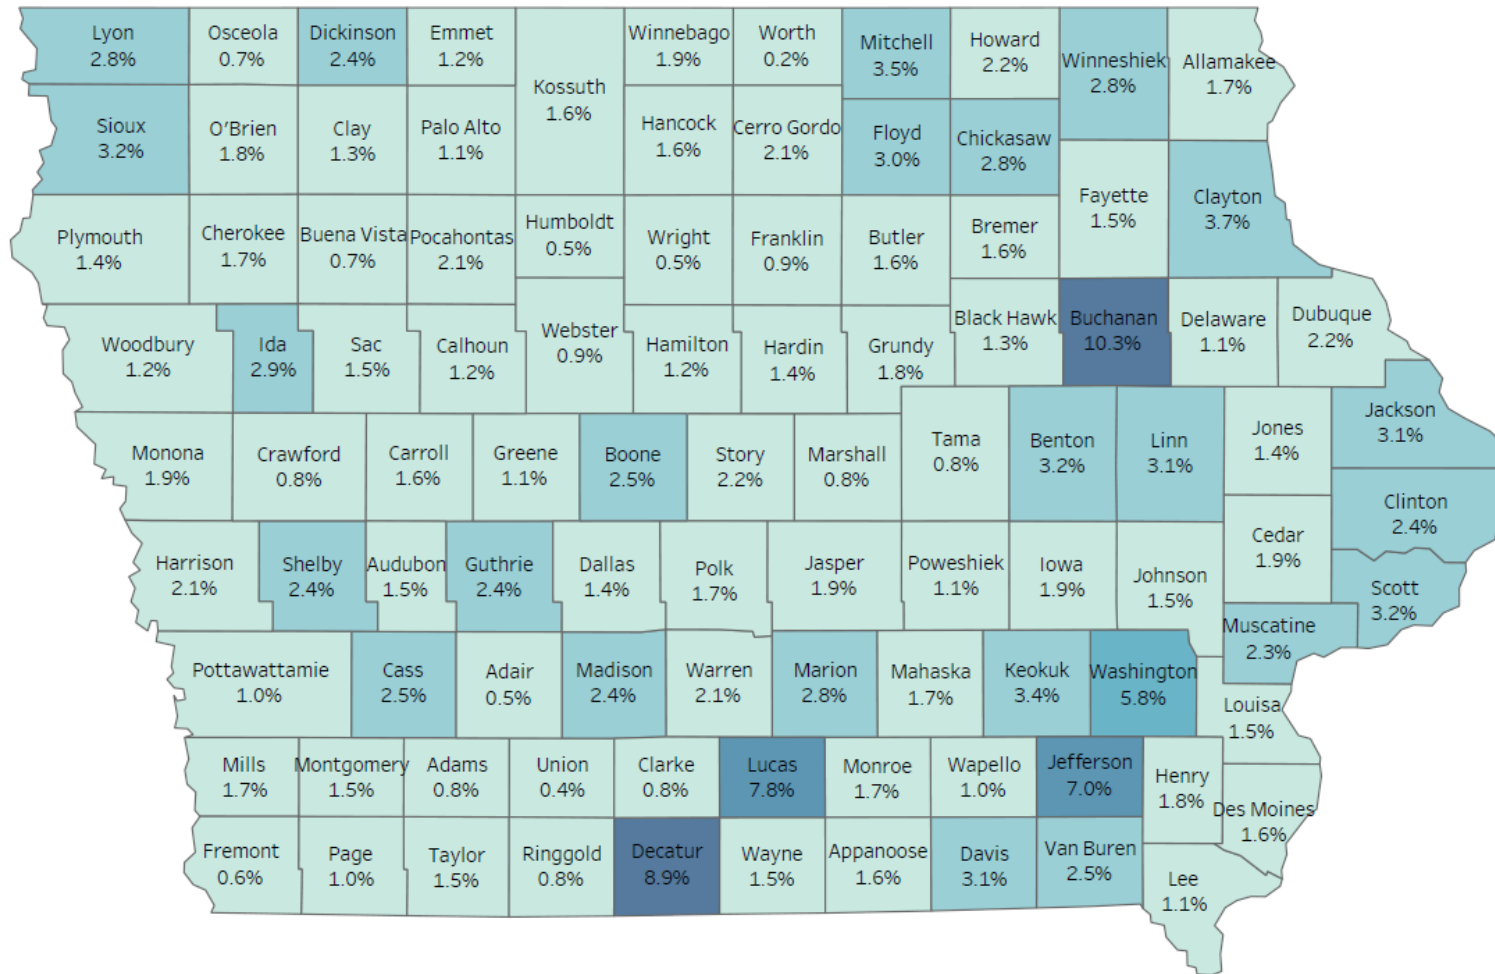 Lyon
2.8%
Osceola
0.7%
Dickinson
2.4%
Emmet
1.2%
Kossuth
1.6%
Winnebago
1.9%
Worth
0.2%
Mitchell
3.5%
Howard
2.2%
Winneshiek
2.8%
Allamakee
1.7%
Sioux
3.2%
O'Brien
1.8%
Clay
1.3%
Palo Alto
1.1%
Hancock
1.6%
Cerro Gordo
2.1%
Floyd
3.0%
Chickasaw
2.8%
Fayette
1.5%
Clayton
3.7%
Plymouth
1.4%
Cherokee
1.7%
Buena Vista
0.7%
Pocahontas
2.1%
Humboldt
0.5%
Wright
0.5%
Franklin
0.9%
Butler
1.6%
Bremer
1.6%
Woodbury
1.2%
Ida
2.9%
Sac
1.5%
Calhoun
1.2%
Webster
0.9%
Hamilton
1.2%
Hardin
1.4%
Grundy
1.8%
Black Hawk
1.3%
Buchanan
10.3%
Delaware
1.1%
Dubuque
2.2%
Monona
1.9%
Crawford
0.8%
Carroll
1.6%
Greene
1.1%
Boone
2.5%
Story
2.2%
Marshall
0.8%
Tama
0.8%
Benton
3.2%
Linn
3.1%
Jones
1.4%
Jackson
3.1%
Clinton
2.4%
Harrison
2.1%
Shelby
2.4%
Audubon
1.5%
Guthrie
2.4%
Dallas
1.4%
Polk
1.7%
Jasper
1.9%
Poweshiek
1.1%
Iowa
1.9%
Johnson
1.5%
Cedar
1.9%
Scott
3.2%
Muscatine
2.3%
Pottawattamie
1.0%
Cass
2.5%
Adair
0.5%
Madison
2.4%
Warren
2.1%
Marion
2.8%
Mahaska
1.7%
Keokuk
3.4%
Washington
5.8%
Louisa
1.5%
Mills
1.7%
Montgomery
1.5%
Adams
0.8%
Union
0.4%
Clarke
0.8%
Lucas
7.8%
Monroe
1.7%
Wapello
1.0%
Jefferson
7.0%
Henry
1.8%
Des Moines
1.6%
Fremont
0.6%
Page
1.0%
Taylor
1.5%
Ringgold
0.8%
Decatur
8.9%
Wayne
1.5%
Appanoose
1.6%
Davis
3.1%
Van Buren
2.5%
Lee
1.1%